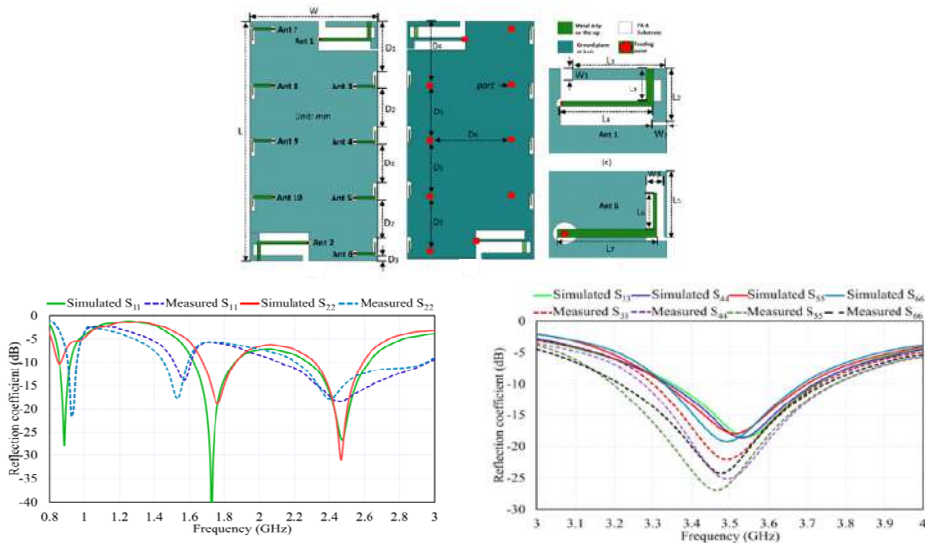 W
Ant 7
Ant 1
D₁
Ant 8
Ant 3
D₂
Unit: mm
L
Ant 9
Ant 4
D₃
Ant 10
Ant 5
D₂
Ant 2
Ant 6
D₃
D₄
port
D₅
D₆
D₅
D₅
Metal strip
on the top
FR-4
Substrate
Ground plane
Feeding
point
L₁
W₁
L₃
L₂
L₄
W₂
Ant 1
(c)
L₅
Ant 6
L₆
L₇
Simulated S₁₁
Measured S₁₁
Simulated S₂₂
Measured S₂₂
Reflection coefficient (dB)
0
-5
-10
-15
-20
-25
-30
-35
-40
0.8 1 1.2 1.4 1.6 1.8 2 2.2 2.4 2.6 2.8 3
Frequency (GHz)
Simulated S₃₃ Simulated S₄₄ Simulated S₅₅ Simulated S₆₆
Measured S₃₃ Measured S₄₄ Measured S₅₅ Measured S₆₆
Reflection coefficient (dB)
0
-5
-10
-15
-20
-25
-30
3 3.1 3.2 3.3 3.4 3.5 3.6 3.7 3.8 3.9 4
Frequency (GHz)